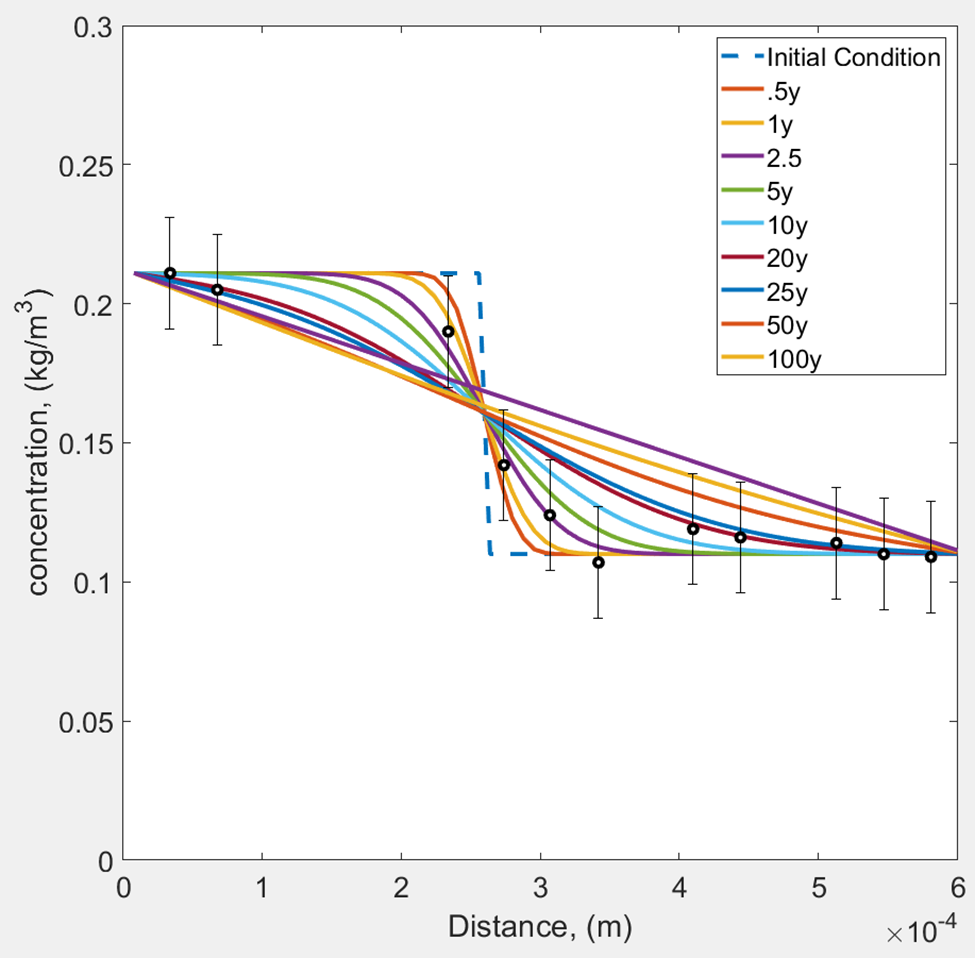 0.3
0.25
0.2
0.15
0.1
0.05
0
concentration, (kg/m³)
Initial Condition
.5y
1y
2.5
5y
10y
20y
25y
50y
100y
0 1 2 3 4 5 6
Distance, (m)
×10⁻⁴